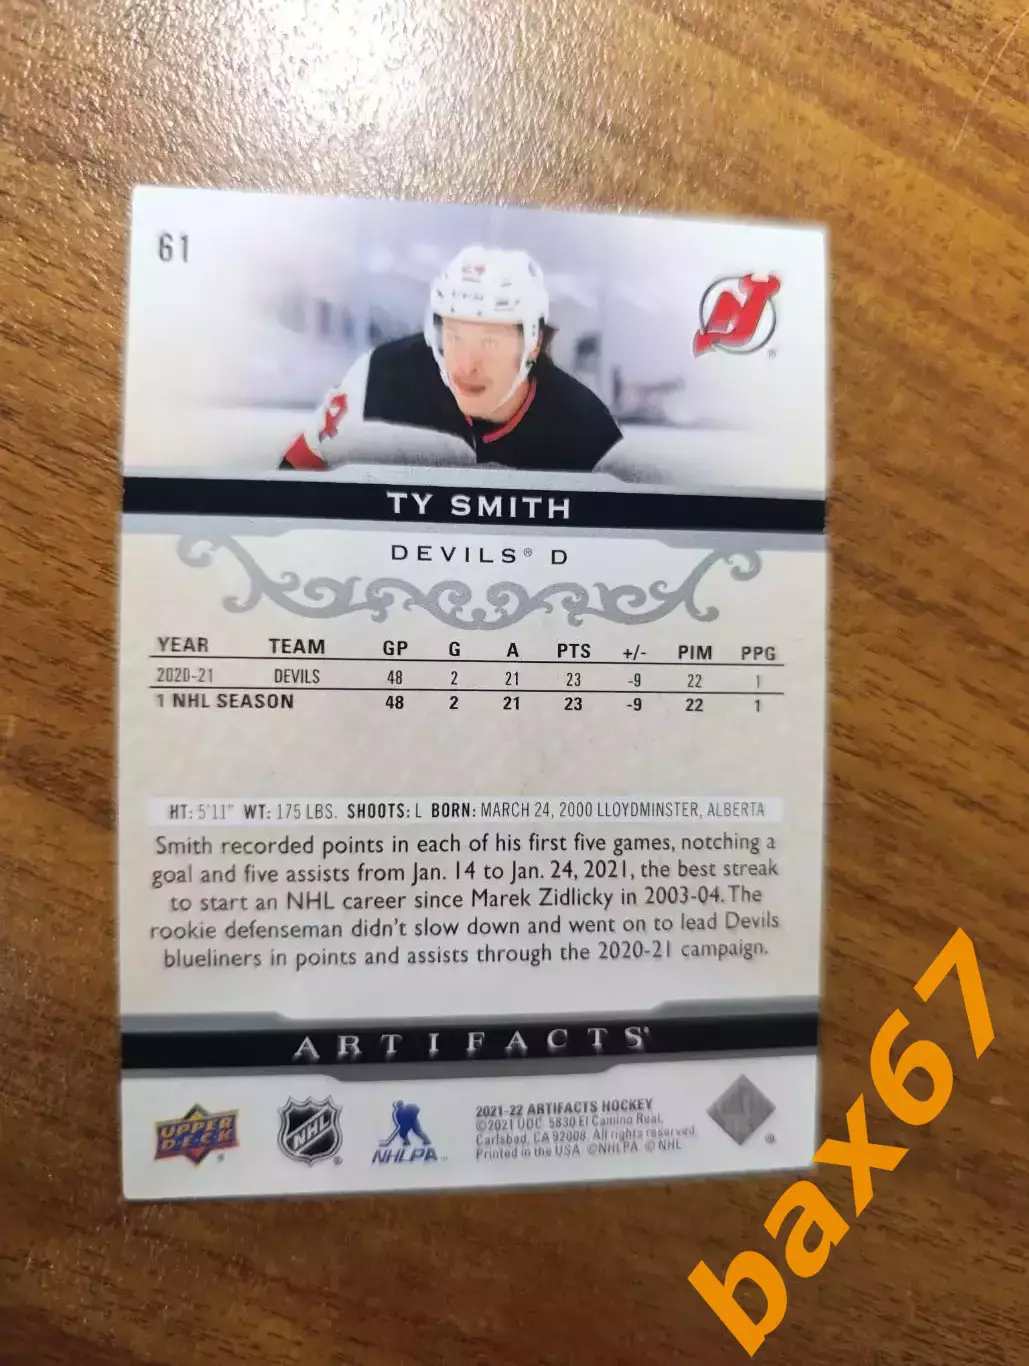 61
24
TY SMITH
DEVILS® D
YEAR TEAM GP G A PTS +/- PIM PPG
2020-21 DEVILS 48 2 21 23 -9 22 1
1 NHL SEASON 48 2 21 23 -9 22 1
HT: 5'11" WT: 175 LBS. SHOOTS: L BORN: MARCH 24, 2000 LLOYDMINSTER, ALBERTA
Smith recorded points in each of his first five games, notching a
goal and five assists from Jan. 14 to Jan. 24, 2021, the best streak
to start an NHL career since Marek Zidlicky in 2003-04. The
rookie defenseman didn't slow down and went on to lead Devils
blueliners in points and assists through the 2020-21 campaign.
ARTIFACTS
UPPER DECK
NHL
NHLPA
2021-22 ARTIFACTS HOCKEY
©2021 UDC 5830 El Camino Real,
Carlsbad, CA 92008. All rights reserved.
Printed in the USA ©NHLPA ©NHL
bax67